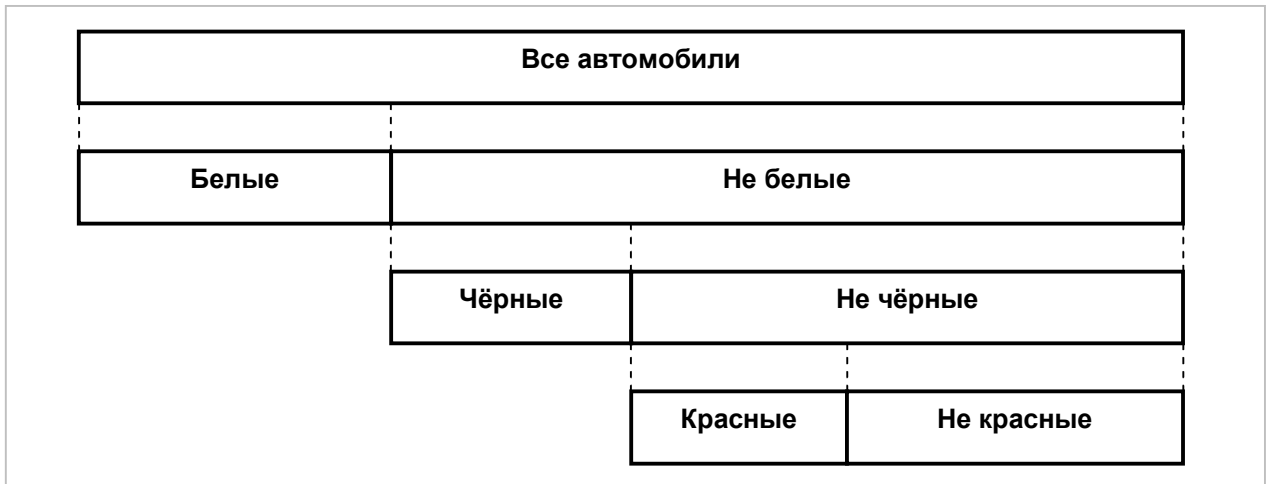 Все автомобили
Белые Не белые
Чёрные Не чёрные
Красные Не красные